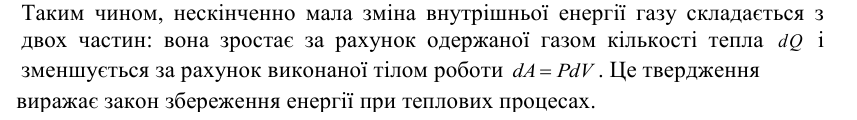 Таким чином, нескінченно мала зміна внутрішньої енергії газу складається з
двох частин: вона зростає за рахунок одержаної газом кількості тепла dQ і
зменшується за рахунок виконаної тілом роботи dA = PdV . Це твердження
виражає закон збереження енергії при теплових процесах.